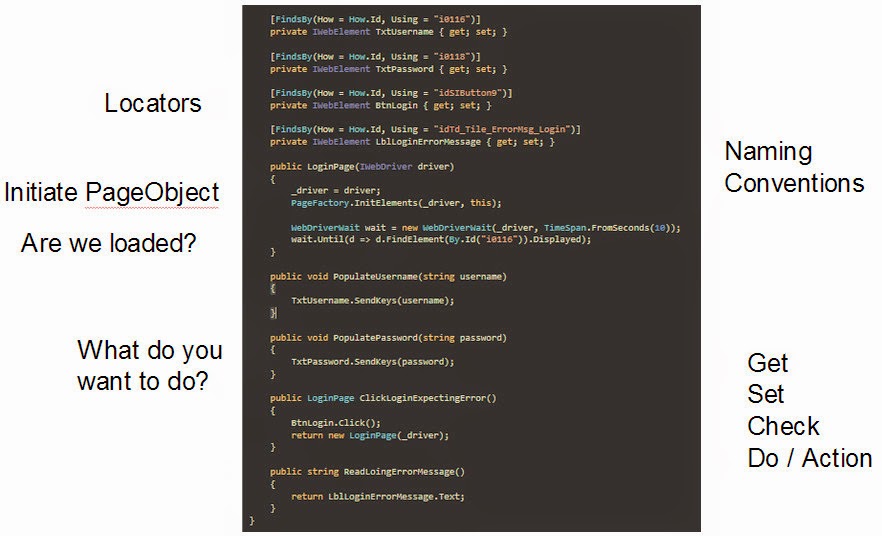 Locators
Initiate PageObject
Are we loaded?
What do you
want to do?
[FindsBy(How = How.Id, Using = "i0116")]
private IWebElement TxtUsername { get; set; }
[FindsBy(How = How.Id, Using = "i0118")]
private IWebElement TxtPassword { get; set; }
[FindsBy(How = How.Id, Using = "idSIButton9")]
private IWebElement BtnLogin { get; set; }
[FindsBy(How = How.Id, Using = "idTd_Tile_ErrorMsg_Login")]
private IWebElement LblLoginErrorMessage { get; set; }
public LoginPage(IWebDriver driver)
{
_driver = driver;
PageFactory.InitElements(_driver, this);
WebDriverWait wait = new WebDriverWait(_driver, TimeSpan.FromSeconds(10));
wait.Until(d => d.FindElement(By.Id("i0116")).Displayed);
}
public void PopulateUsername(string username)
{
TxtUsername.SendKeys(username);
}
public void PopulatePassword(string password)
{
TxtPassword.SendKeys(password);
}
public LoginPage ClickLoginExpectingError()
{
BtnLogin.Click();
return new LoginPage(_driver);
}
public string ReadLoingErrorMessage()
{
return LblLoginErrorMessage.Text;
}
}
Naming
Conventions
Get
Set
Check
Do / Action